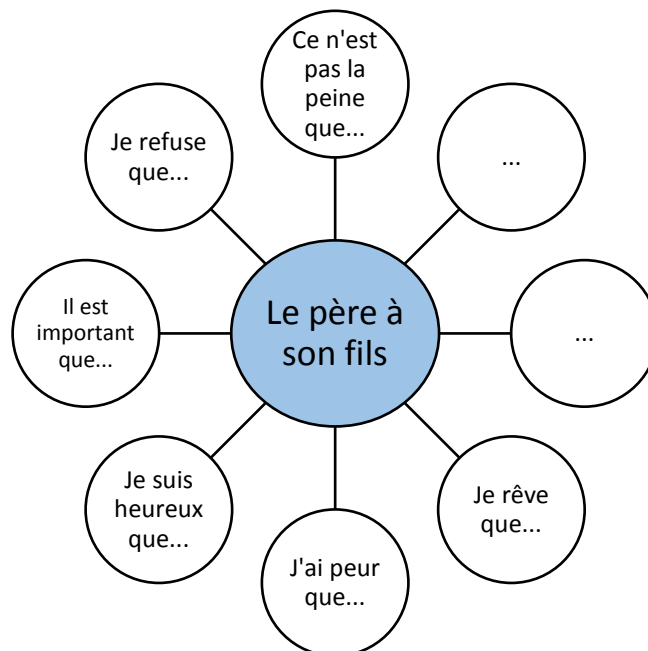 Ce n'est
pas la
peine
que...
...
...
Je rêve
que...
J'ai peur
que...
Je suis
heureux
que...
Il est
important
que...
Je refuse
que...
Le père à
son fils